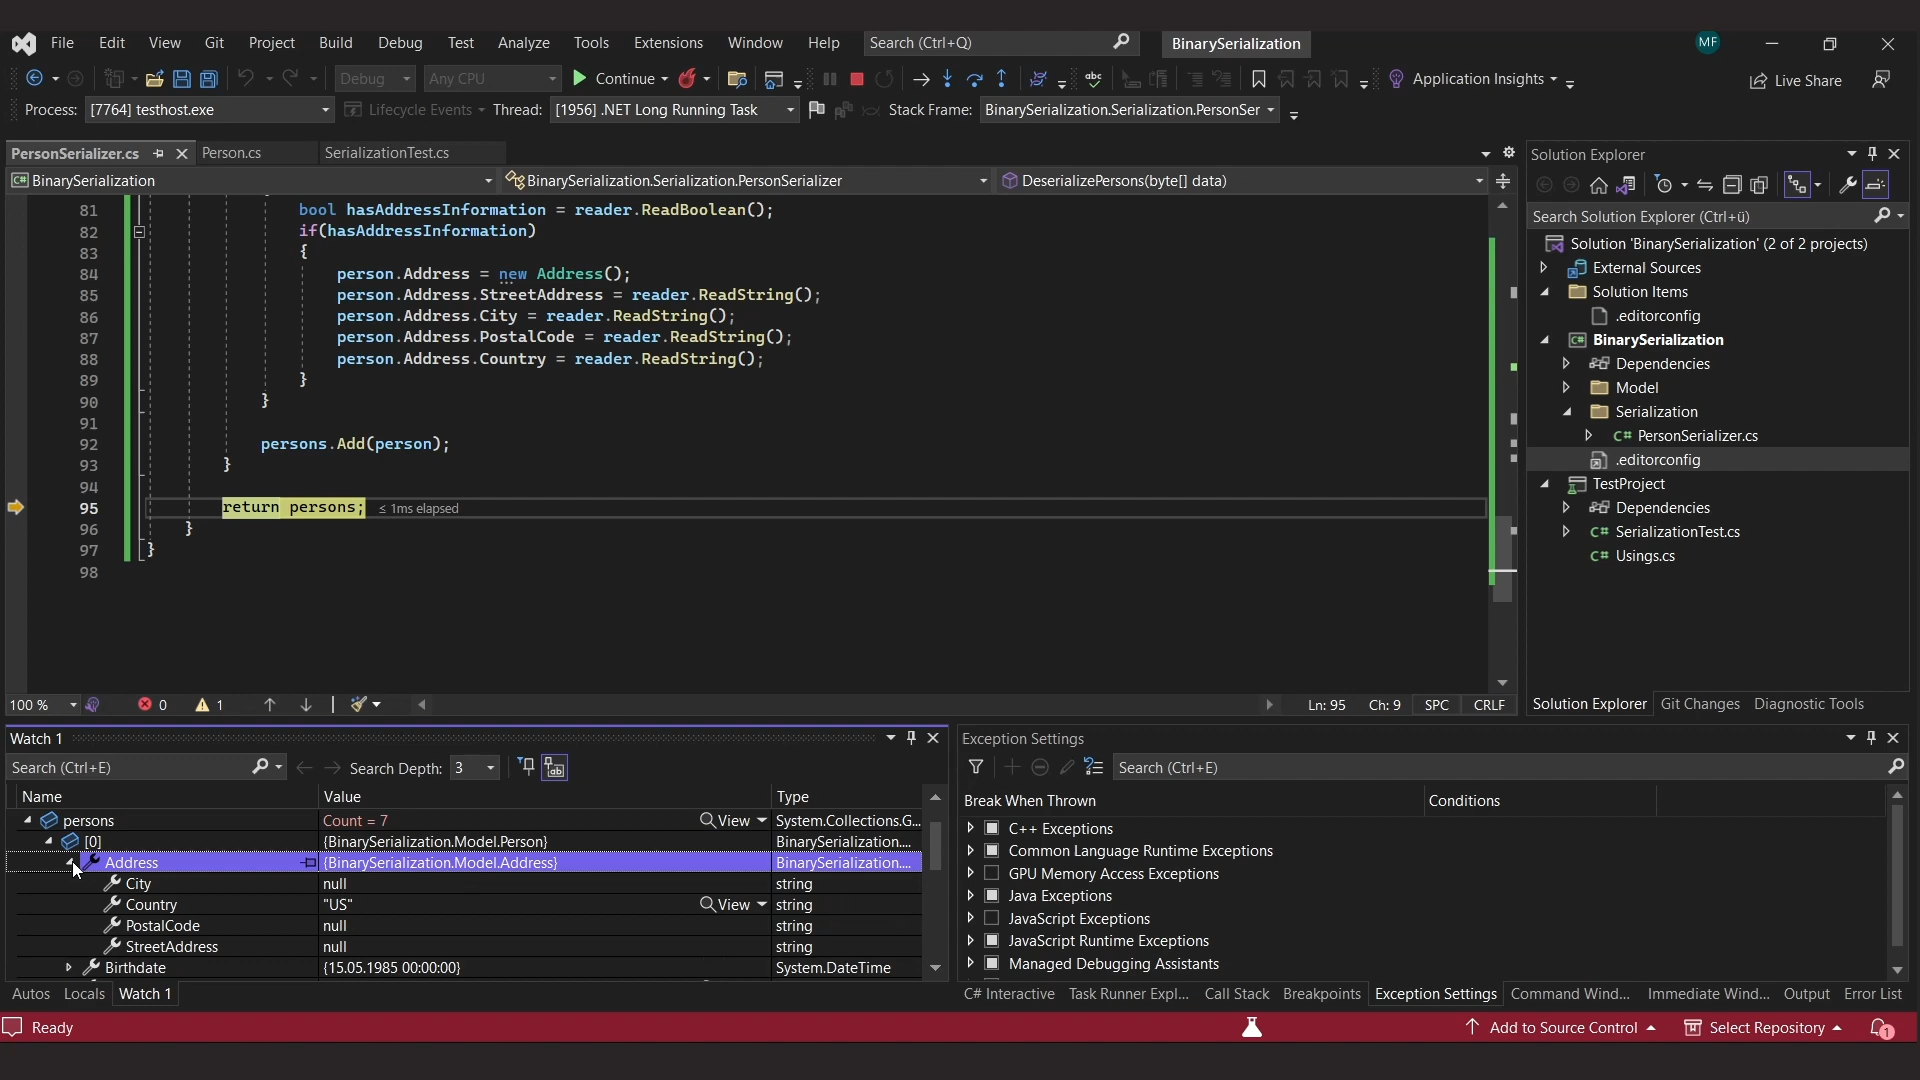 File Edit View Git Project Build Debug Test Analyze Tools Extensions Window Help Search (Ctrl+Q) BinarySerialization MF
Debug Any CPU Continue abc Application Insights Live Share
Process: [7764] testhost.exe Lifecycle Events Thread: [1956] .NET Long Running Task Stack Frame: BinarySerialization.Serialization.PersonSer
PersonSerializer.cs Person.cs SerializationTest.cs
C# BinarySerialization BinarySerialization.Serialization.PersonSerializer DeserializePersons(byte[] data)
81 bool hasAddressInformation = reader.ReadBoolean();
82 if(hasAddressInformation)
83 {
84 person.Address = new Address();
85 person.Address.StreetAddress = reader.ReadString();
86 person.Address.City = reader.ReadString();
87 person.Address.PostalCode = reader.ReadString();
88 person.Address.Country = reader.ReadString();
89 }
90 }
91
92 persons.Add(person);
93 }
94
95 return persons; ≤ 1ms elapsed
96 }
97 }
98
100 % 0 1 Ln: 95 Ch: 9 SPC CRLF
Solution Explorer
Search Solution Explorer (Ctrl+ü)
Solution 'BinarySerialization' (2 of 2 projects)
External Sources
Solution Items
.editorconfig
C# BinarySerialization
Dependencies
Model
Serialization
C# PersonSerializer.cs
.editorconfig
TestProject
Dependencies
C# SerializationTest.cs
C# Usings.cs
Solution Explorer Git Changes Diagnostic Tools
Watch 1
Search (Ctrl+E) Search Depth: 3 ab
Name Value Type
persons Count = 7 View System.Collections.G...
[0] {BinarySerialization.Model.Person} BinarySerialization....
Address {BinarySerialization.Model.Address} BinarySerialization....
City null string
Country "US" View string
PostalCode null string
StreetAddress null string
Birthdate {15.05.1985 00:00:00} System.DateTime
Autos Locals Watch 1
Exception Settings
Search (Ctrl+E)
Break When Thrown Conditions
C++ Exceptions
Common Language Runtime Exceptions
GPU Memory Access Exceptions
Java Exceptions
JavaScript Exceptions
JavaScript Runtime Exceptions
Managed Debugging Assistants
C# Interactive Task Runner Expl... Call Stack Breakpoints Exception Settings Command Wind... Immediate Wind... Output Error List
Ready Add to Source Control Select Repository 1